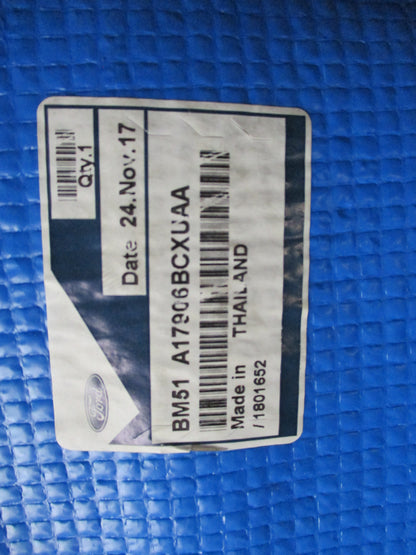 Qty.1
Date 24.Nov.17
BM51 A17906BCXUAA
Made in THAILAND
/ 1801652
Ford